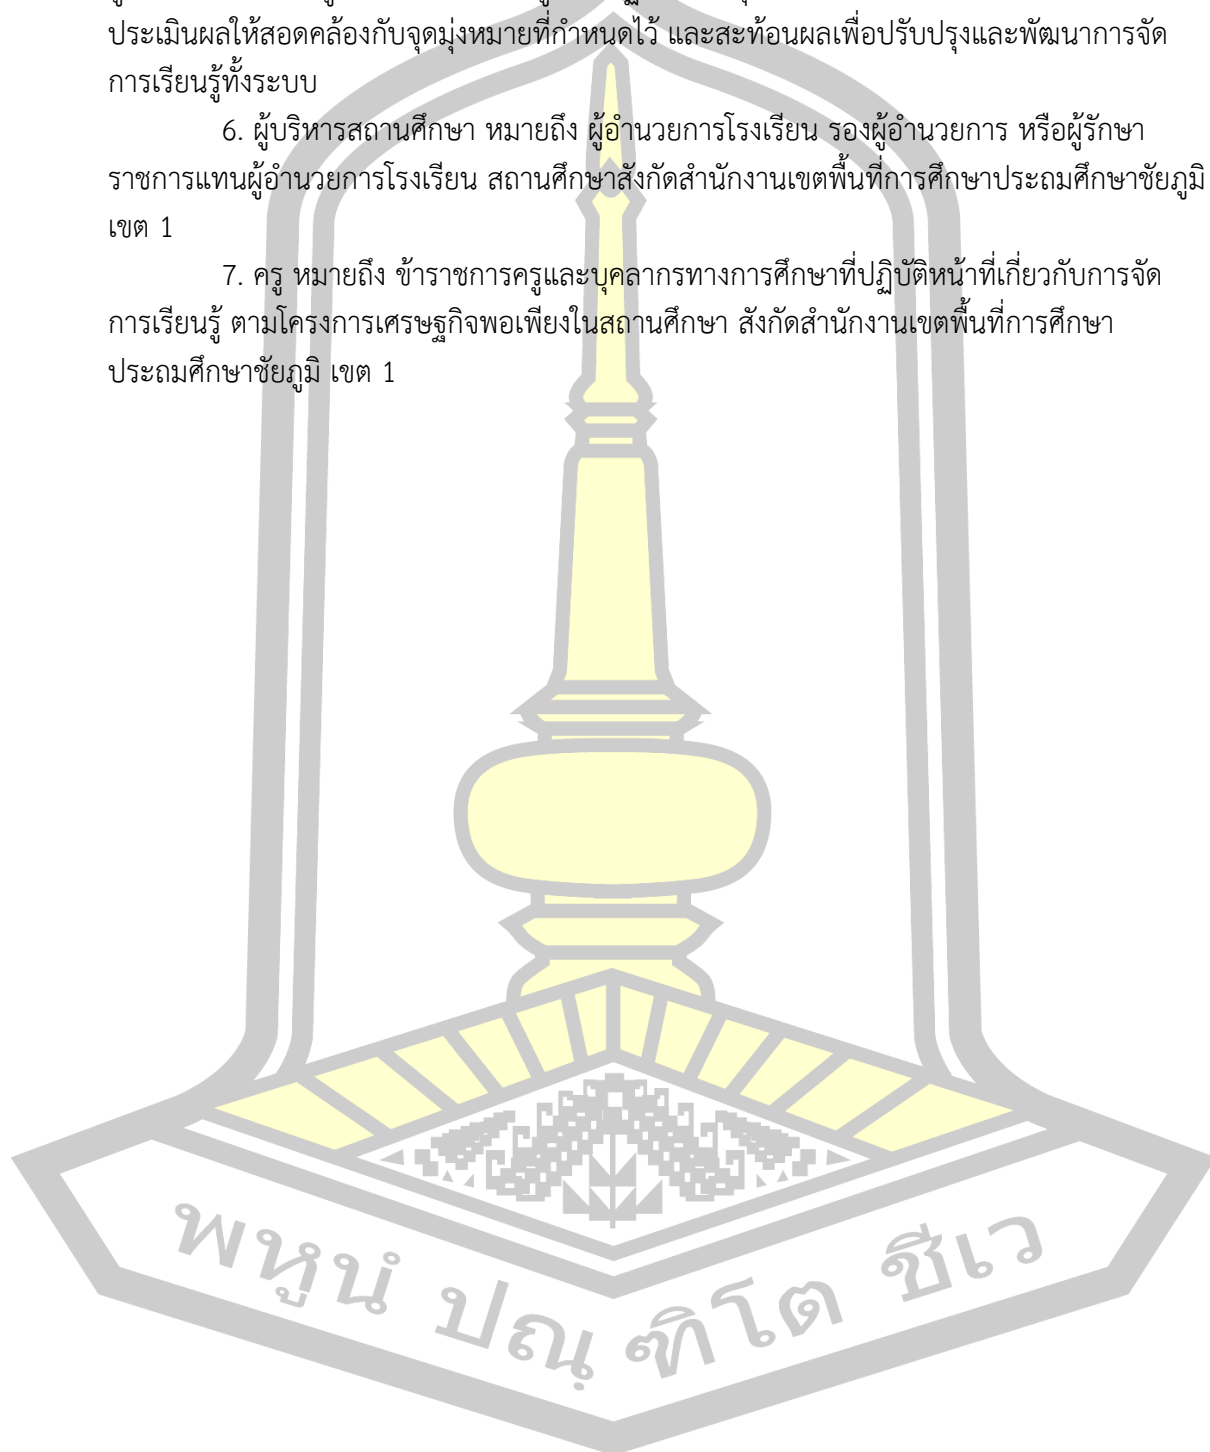 ประเมินผลให้สอดคล้องกับจุดมุ่งหมายที่กำหนดไว้ และสะท้อนผลเพื่อปรับปรุงและพัฒนาการจัด
การเรียนรู้ทั้งระบบ
6. ผู้บริหารสถานศึกษา หมายถึง ผู้อำนวยการโรงเรียน รองผู้อำนวยการ หรือผู้รักษา
ราชการแทนผู้อำนวยการโรงเรียน สถานศึกษาสังกัดสำนักงานเขตพื้นที่การศึกษาประถมศึกษาชัยภูมิ
เขต 1
7. ครู หมายถึง ข้าราชการครูและบุคลากรทางการศึกษาที่ปฏิบัติหน้าที่เกี่ยวกับการจัด
การเรียนรู้ ตามโครงการเศรษฐกิจพอเพียงในสถานศึกษา สังกัดสำนักงานเขตพื้นที่การศึกษา
ประถมศึกษาชัยภูมิ เขต 1
พหูนํ ปณฺฑิโต ชีเว